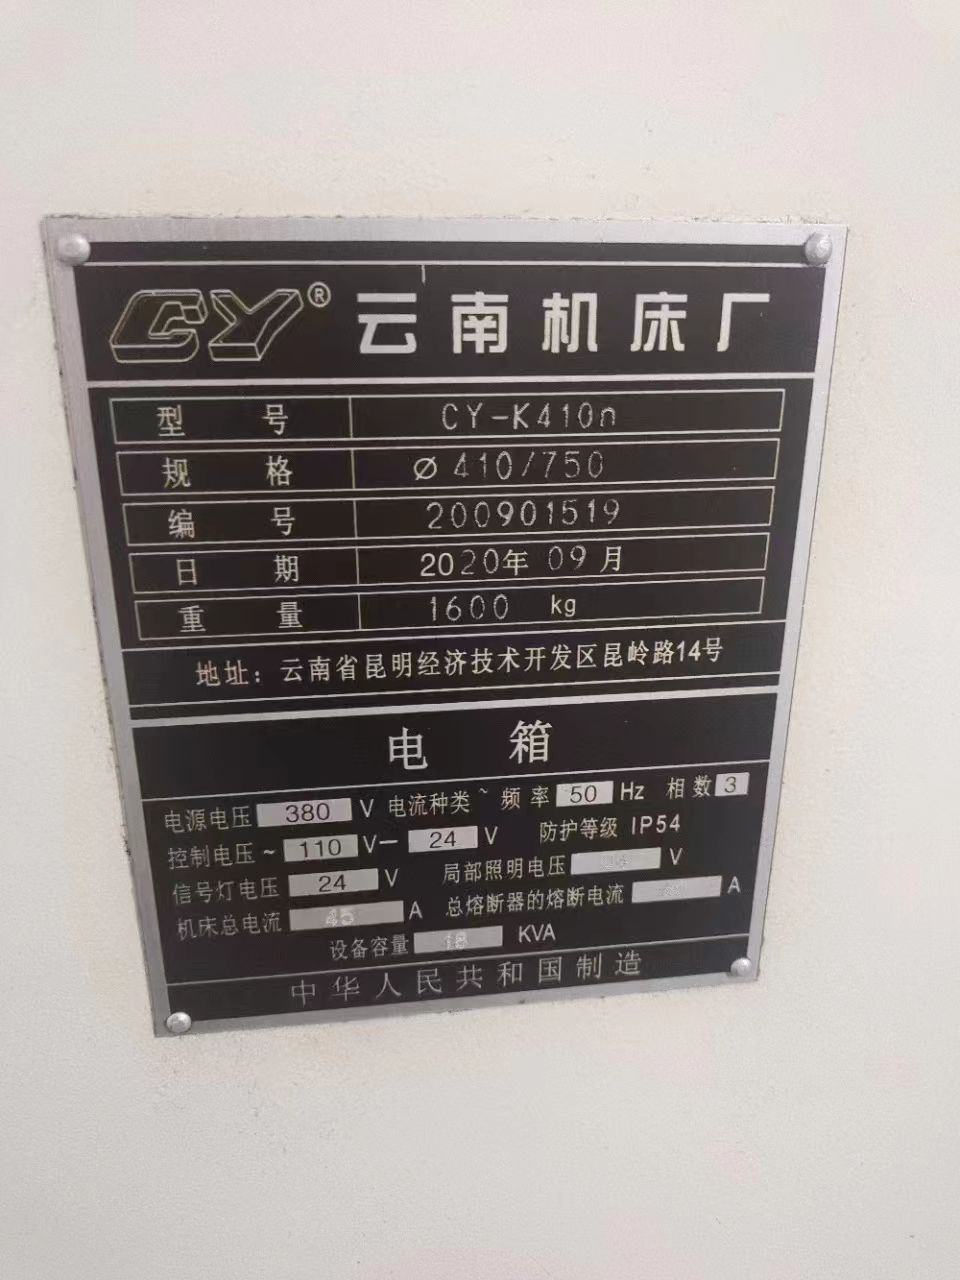 CY® 云南机床厂
型号 CY-K410n
规格 Ø410/750
编号 200901519
日期 2020年09月
重量 1600 kg
地址：云南省昆明经济技术开发区昆岭路14号
电箱
电源电压 380 V 电流种类 ~ 频率 50 Hz 相数 3
控制电压～ 110 V— 24 V 防护等级 IP54
信号灯电压 24 V 局部照明电压 V
机床总电流 45 A 总熔断器的熔断电流 A
设备容量 18 KVA
中华人民共和国制造